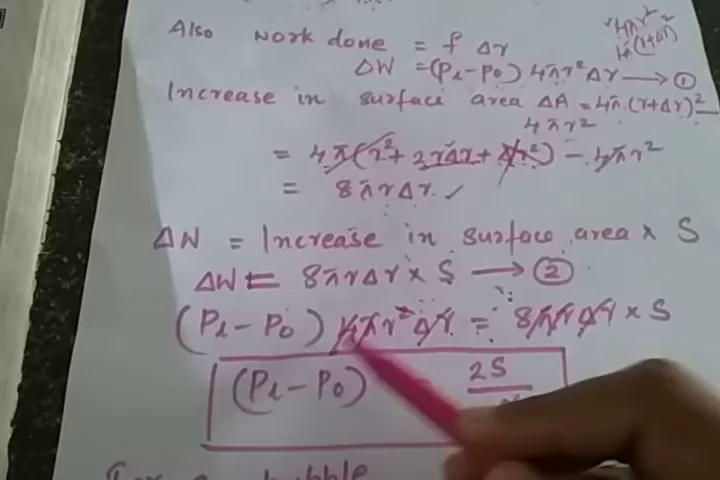 Also work done = f Δr
ΔW = (Pi - Po) 4πr² Δr → ①
Increase in surface area ΔA = 4π (r+Δr)² -
4πr²
= 4π(r² + 2rΔr + Δr²) - 4πr²
= 8πrΔr ✓
ΔW = Increase in surface area × S
ΔW = 8πrΔr × S → ②
(Pi - Po) 4πr² Δr = 8πrΔr × S
(Pi - Po) 2S
bubble